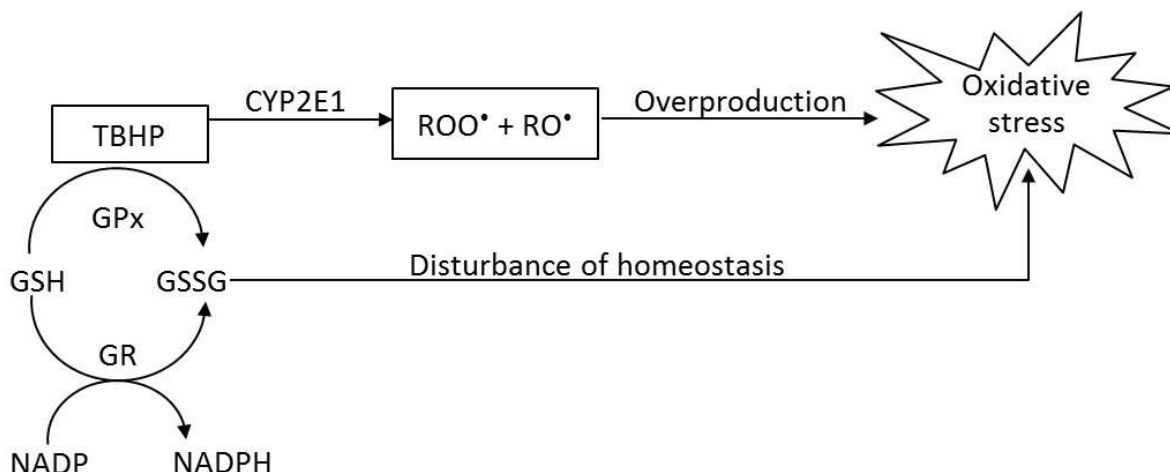 Oxidative
stress
CYP2E1
Overproduction
TBHP
ROO• + RO•
GPx
GSH
GSSG
Disturbance of homeostasis
GR
NADP
NADPH